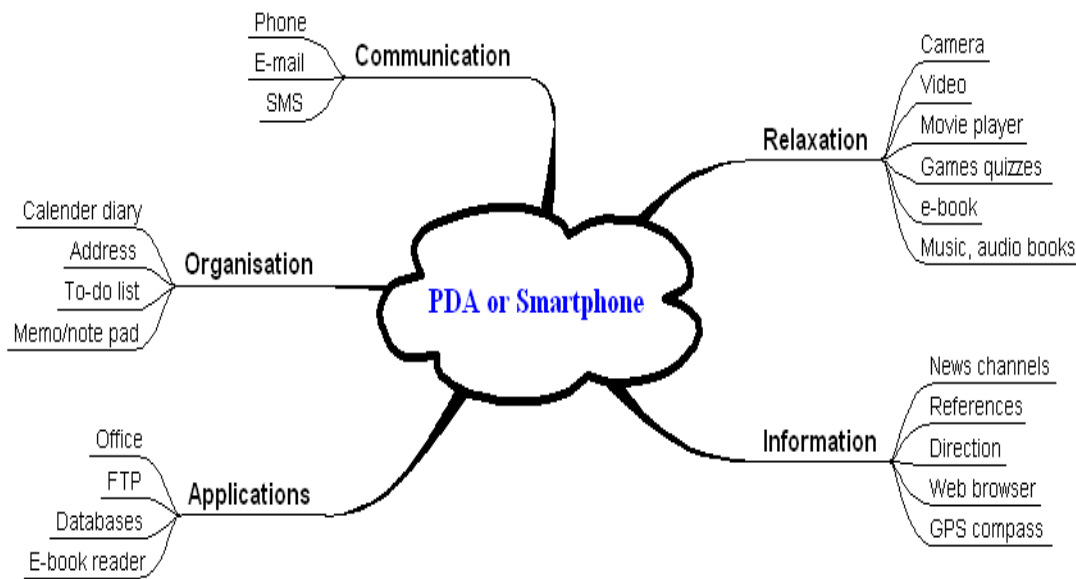 PDA or Smartphone
Communication
Phone
E-mail
SMS
Relaxation
Camera
Video
Movie player
Games quizzes
e-book
Music, audio books
Organisation
Calender diary
Address
To-do list
Memo/note pad
Information
News channels
References
Direction
Web browser
GPS compass
Applications
Office
FTP
Databases
E-book reader